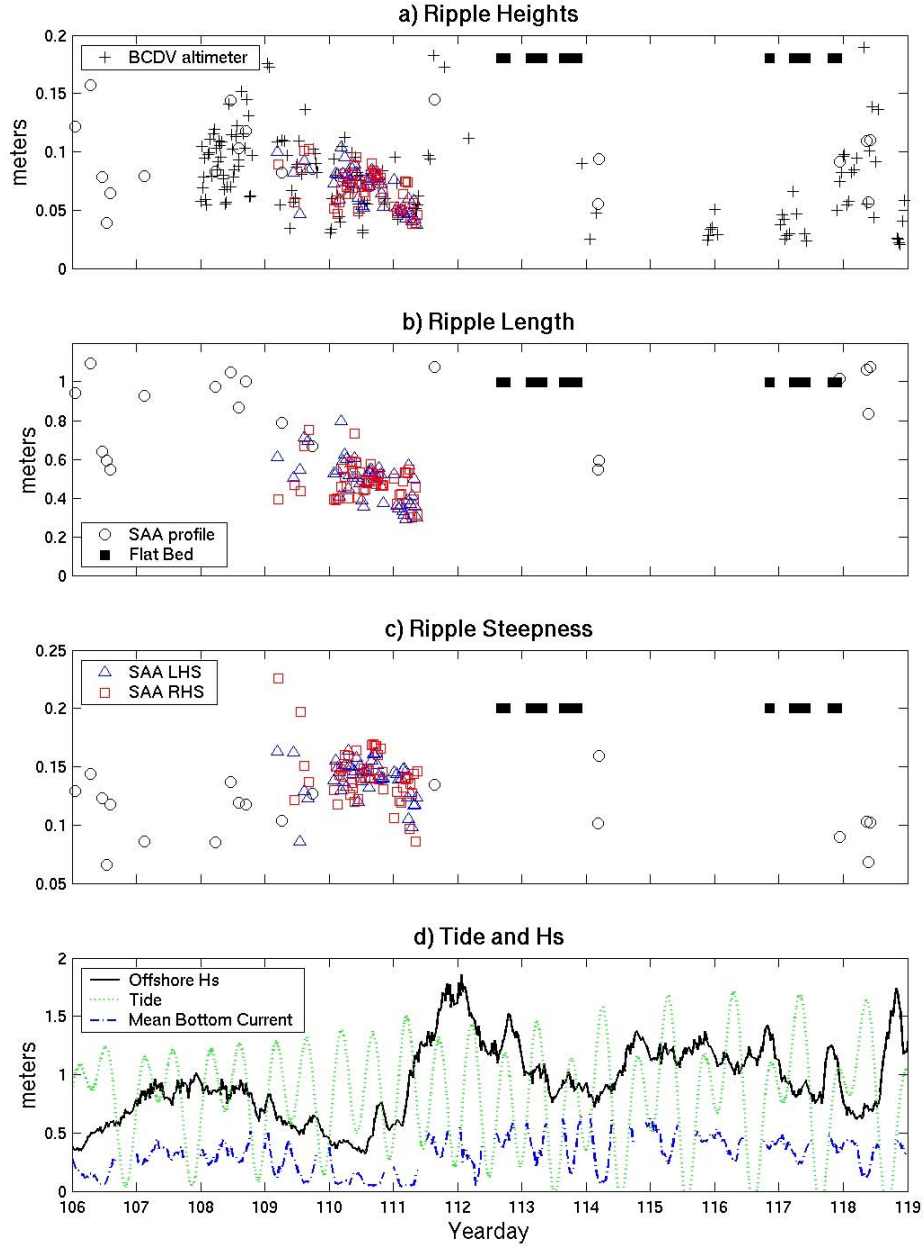 a) Ripple Heights
0.2
0.15
0.1
0.05
0
meters
BCDV altimeter
b) Ripple Length
1
0.8
0.6
0.4
0.2
0
meters
SAA profile
Flat Bed
c) Ripple Steepness
0.25
0.2
0.15
0.1
0.05
SAA LHS
SAA RHS
d) Tide and Hs
2
1.5
1
0.5
0
meters
Offshore Hs
Tide
Mean Bottom Current
106 107 108 109 110 111 112 113 114 115 116 117 118 119
Yearday